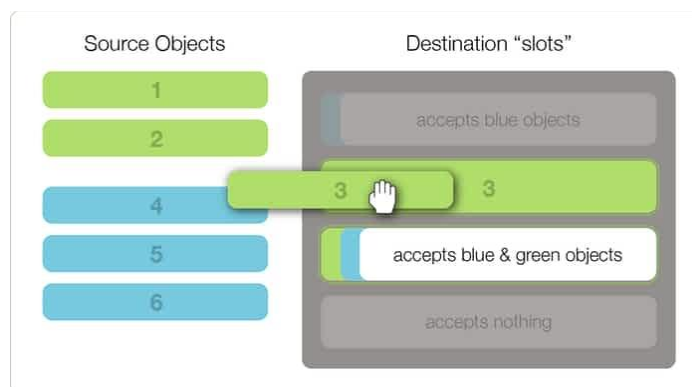 Source Objects
Destination “slots”
1
2
4
5
6
accepts blue objects
3
3
accepts blue & green objects
accepts nothing